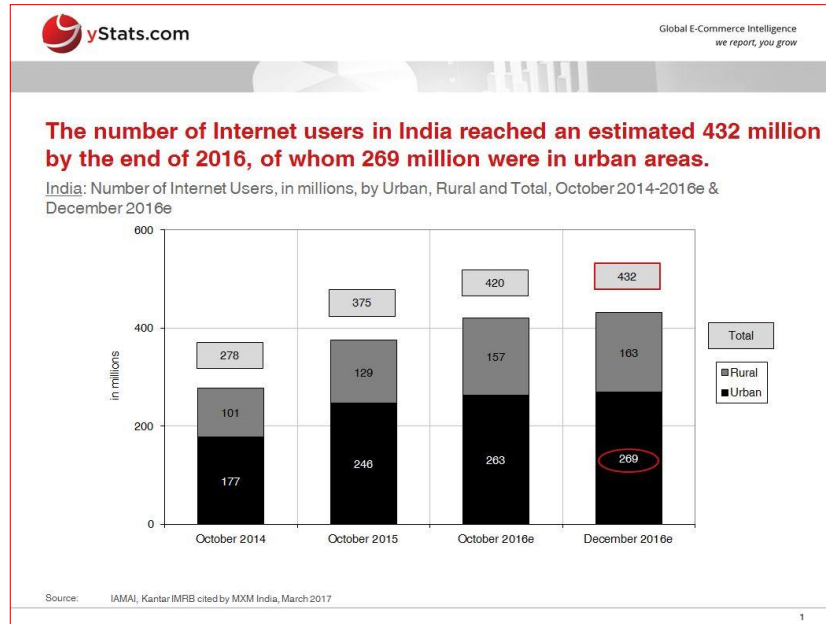 yStats.com
Global E-Commerce Intelligence
we report, you grow
The number of Internet users in India reached an estimated 432 million
by the end of 2016, of whom 269 million were in urban areas.
India: Number of Internet Users, in millions, by Urban, Rural and Total, October 2014-2016e &
December 2016e
in millions
600
400
200
0
278
101
177
375
129
246
420
157
263
432
163
269
October 2014
October 2015
October 2016e
December 2016e
Total
Rural
Urban
Source: IAMAI, Kantar IMRB cited by MXM India, March 2017
1